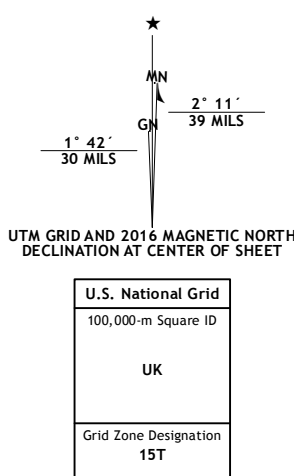 ★
MN
2° 11´
39 MILS
GN
1° 42´
30 MILS
UTM GRID AND 2016 MAGNETIC NORTH
DECLINATION AT CENTER OF SHEET
U.S. National Grid
100,000-m Square ID
UK
Grid Zone Designation
15T